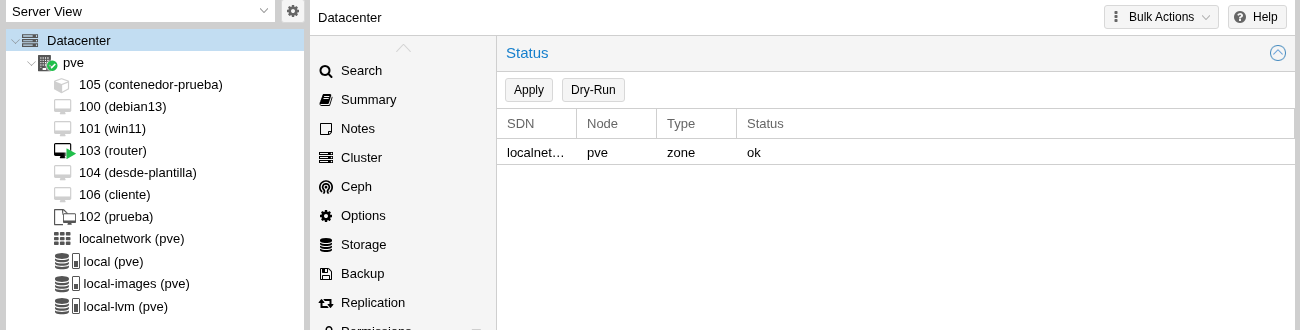 Server View
Datacenter
pve
105 (contenedor-prueba)
100 (debian13)
101 (win11)
103 (router)
104 (desde-plantilla)
106 (cliente)
102 (prueba)
localnetwork (pve)
local (pve)
local-images (pve)
local-lvm (pve)
Datacenter
Bulk Actions
Help
Search
Summary
Notes
Cluster
Ceph
Options
Storage
Backup
Replication
Permissions
Status
Apply Dry-Run
SDN Node Type Status
localnet… pve zone ok